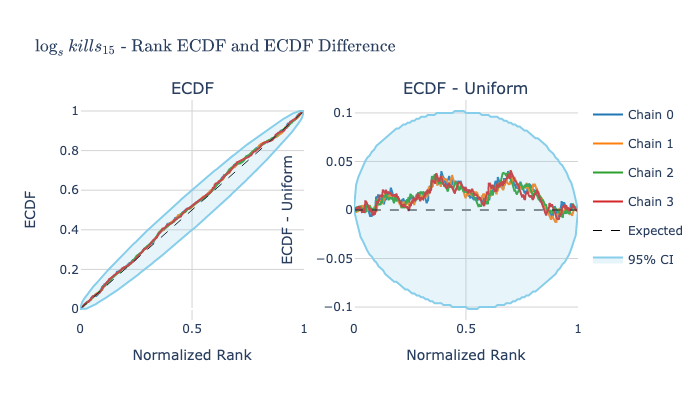 log_s kills_15 - Rank ECDF and ECDF Difference
ECDF
ECDF
1
0.8
0.6
0.4
0.2
0
0
0.5
1
Normalized Rank
ECDF - Uniform
ECDF - Uniform
0.1
0.05
0
−0.05
−0.1
0
0.5
1
Normalized Rank
Chain 0
Chain 1
Chain 2
Chain 3
Expected
95% CI